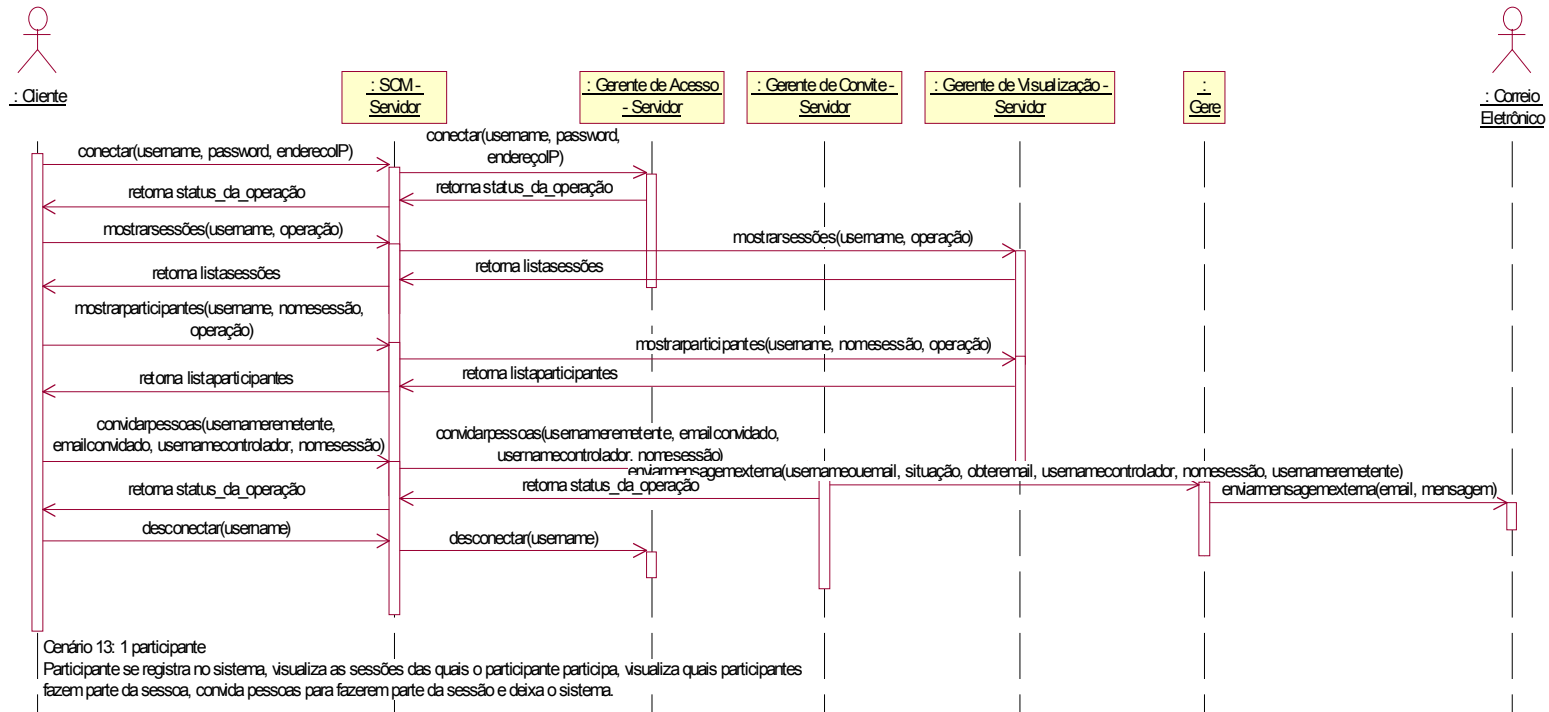 : Cliente
: SCM -
Servidor
: Gerente de Acesso
- Servidor
: Gerente de Convite -
Servidor
: Gerente de Visualização -
Servidor
:
Gere
: Correio
Eletrônico
conectar(username, password, enderecoIP)
conectar(username, password,
endereçoIP)
retorna status_da_operação
retorna status_da_operação
mostrarsessões(username, operação)
mostrarsessões(username, operação)
retorna listasessões
retorna listasessões
mostrarparticipantes(username, nomesessão,
operação)
mostrarparticipantes(username, nomesessão, operação)
retorna listaparticipantes
retorna listaparticipantes
convidarpessoas(usernameremetente,
emailconvidado, usernamecontrolador, nomesessão)
convidarpessoas(usernameremetente, emailconvidado,
usernamecontrolador, nomesessão)
enviarmensagemexterna(usernameouemail, situação, obteremail, usernamecontrolador, nomesessão, usernameremetente)
retorna status_da_operação
retorna status_da_operação
enviarmensagemexterna(email, mensagem)
desconectar(username)
desconectar(username)
Cenário 13: 1 participante
Participante se registra no sistema, visualiza as sessões das quais o participante participa, visualiza quais participantes
fazem parte da sessoa, convida pessoas para fazerem parte da sessão e deixa o sistema.